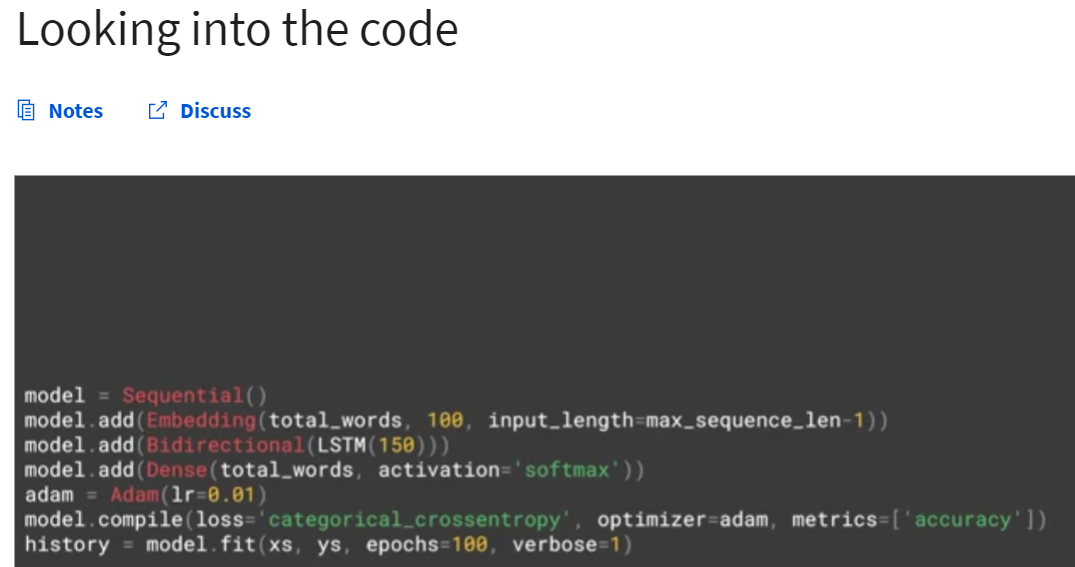 Looking into the code
Notes Discuss
model = Sequential()
model.add(Embedding(total_words, 100, input_length=max_sequence_len-1))
model.add(Bidirectional(LSTM(150)))
model.add(Dense(total_words, activation='softmax'))
adam = Adam(lr=0.01)
model.compile(loss='categorical_crossentropy', optimizer=adam, metrics=['accuracy'])
history = model.fit(xs, ys, epochs=100, verbose=1)